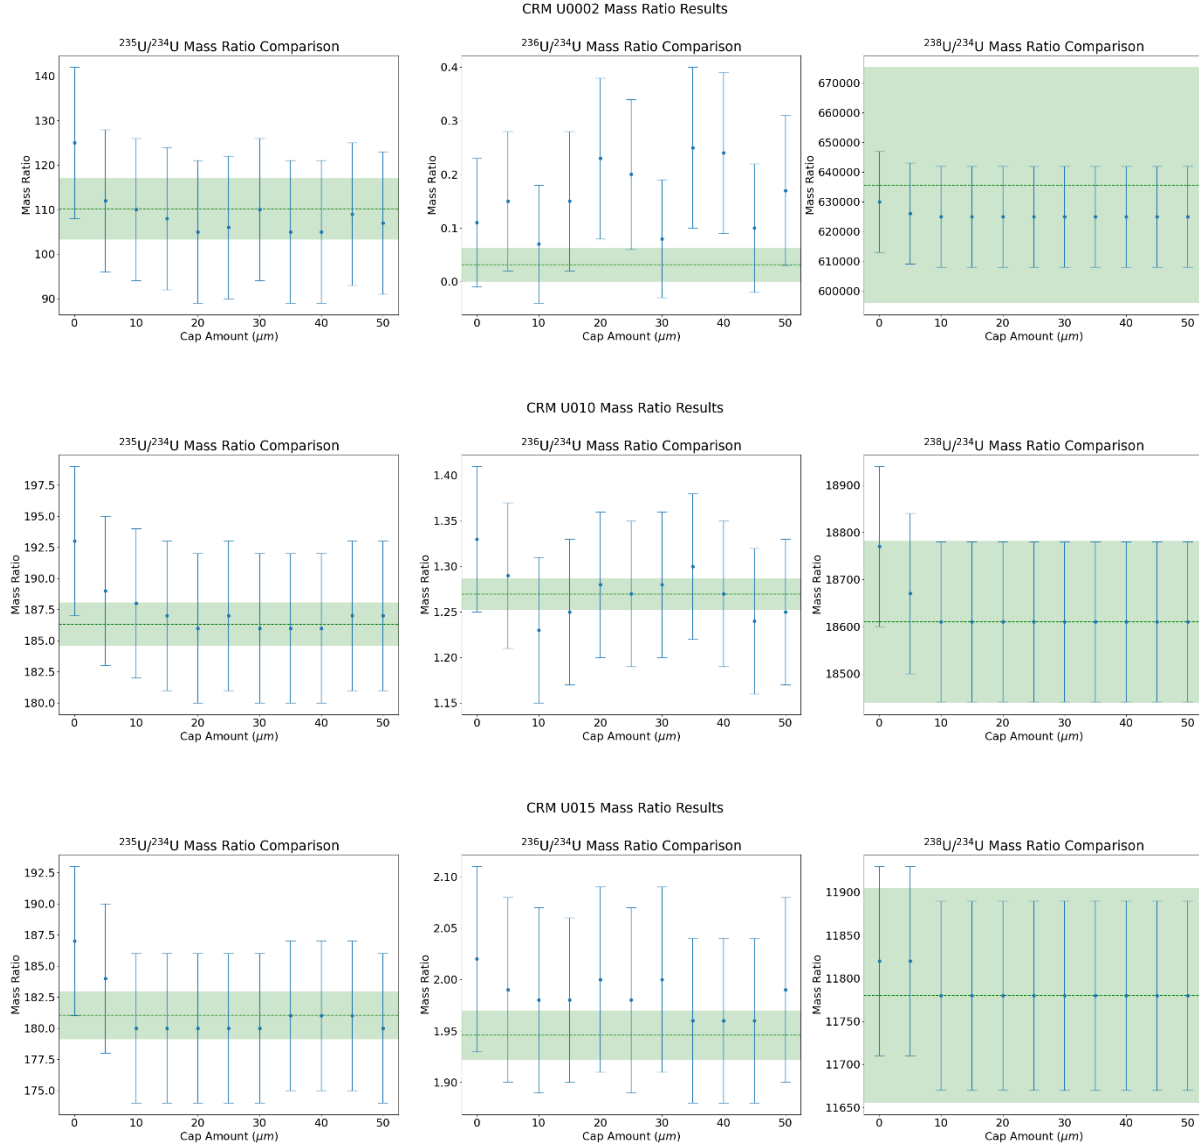 CRM U0002 Mass Ratio Results
²³⁵U/²³⁴U Mass Ratio Comparison
Mass Ratio
140
130
120
110
100
90
0 10 20 30 40 50
Cap Amount (μm)
²³⁶U/²³⁴U Mass Ratio Comparison
Mass Ratio
0.4
0.3
0.2
0.1
0.0
0 10 20 30 40 50
Cap Amount (μm)
²³⁸U/²³⁴U Mass Ratio Comparison
Mass Ratio
670000
660000
650000
640000
630000
620000
610000
600000
0 10 20 30 40 50
Cap Amount (μm)
CRM U010 Mass Ratio Results
²³⁵U/²³⁴U Mass Ratio Comparison
Mass Ratio
197.5
195.0
192.5
190.0
187.5
185.0
182.5
180.0
0 10 20 30 40 50
Cap Amount (μm)
²³⁶U/²³⁴U Mass Ratio Comparison
Mass Ratio
1.40
1.35
1.30
1.25
1.20
1.15
0 10 20 30 40 50
Cap Amount (μm)
²³⁸U/²³⁴U Mass Ratio Comparison
Mass Ratio
18900
18800
18700
18600
18500
0 10 20 30 40 50
Cap Amount (μm)
CRM U015 Mass Ratio Results
²³⁵U/²³⁴U Mass Ratio Comparison
Mass Ratio
192.5
190.0
187.5
185.0
182.5
180.0
177.5
175.0
0 10 20 30 40 50
Cap Amount (μm)
²³⁶U/²³⁴U Mass Ratio Comparison
Mass Ratio
2.10
2.05
2.00
1.95
1.90
0 10 20 30 40 50
Cap Amount (μm)
²³⁸U/²³⁴U Mass Ratio Comparison
Mass Ratio
11900
11850
11800
11750
11700
11650
0 10 20 30 40 50
Cap Amount (μm)